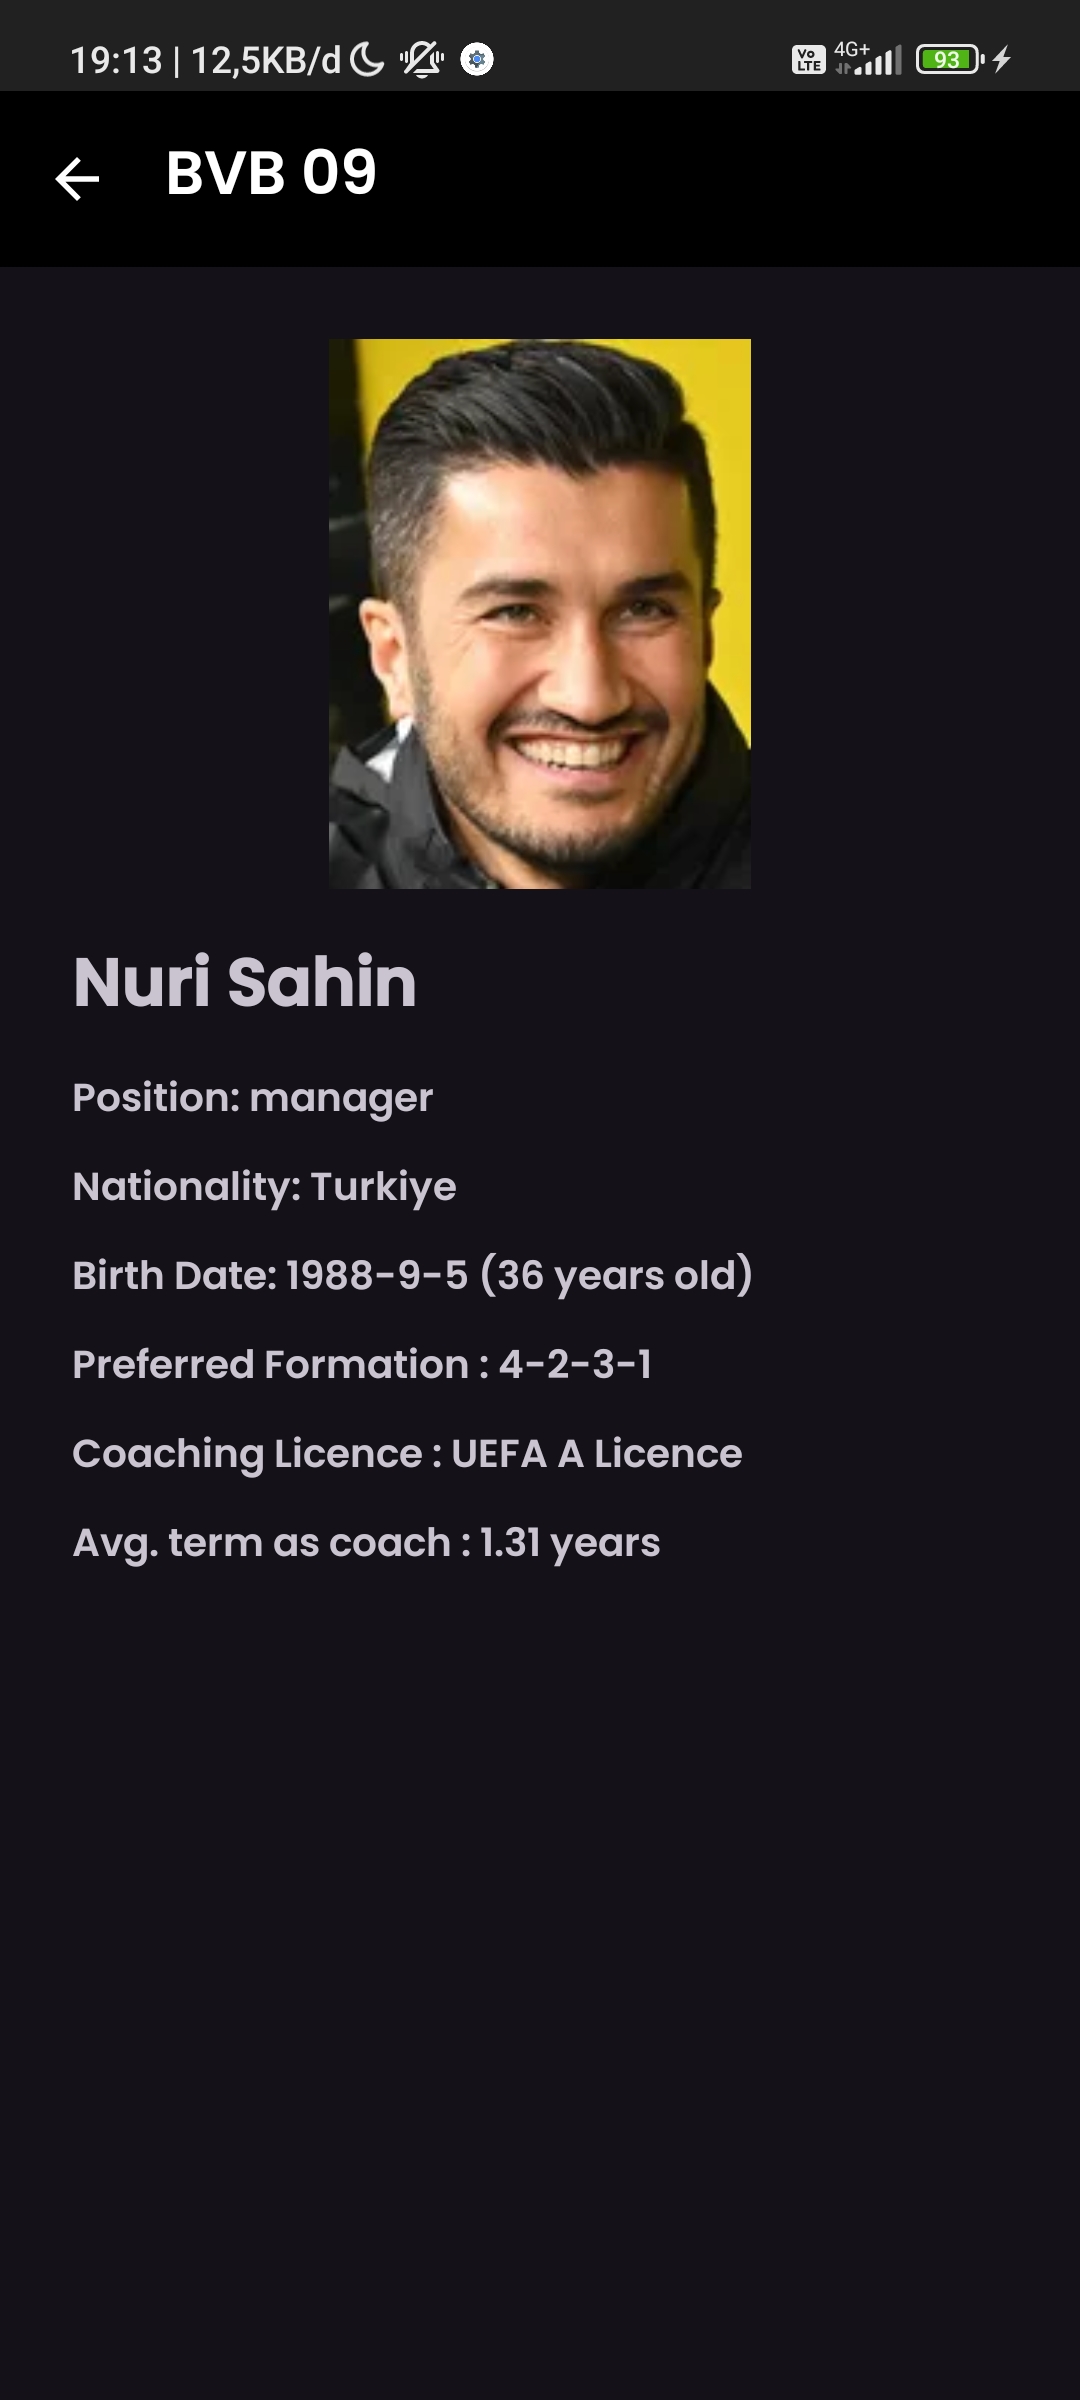 19:13 | 12,5KB/d
Vo LTE 4G+ 93
BVB 09
Nuri Sahin
Position: manager
Nationality: Turkiye
Birth Date: 1988-9-5 (36 years old)
Preferred Formation : 4-2-3-1
Coaching Licence : UEFA A Licence
Avg. term as coach : 1.31 years